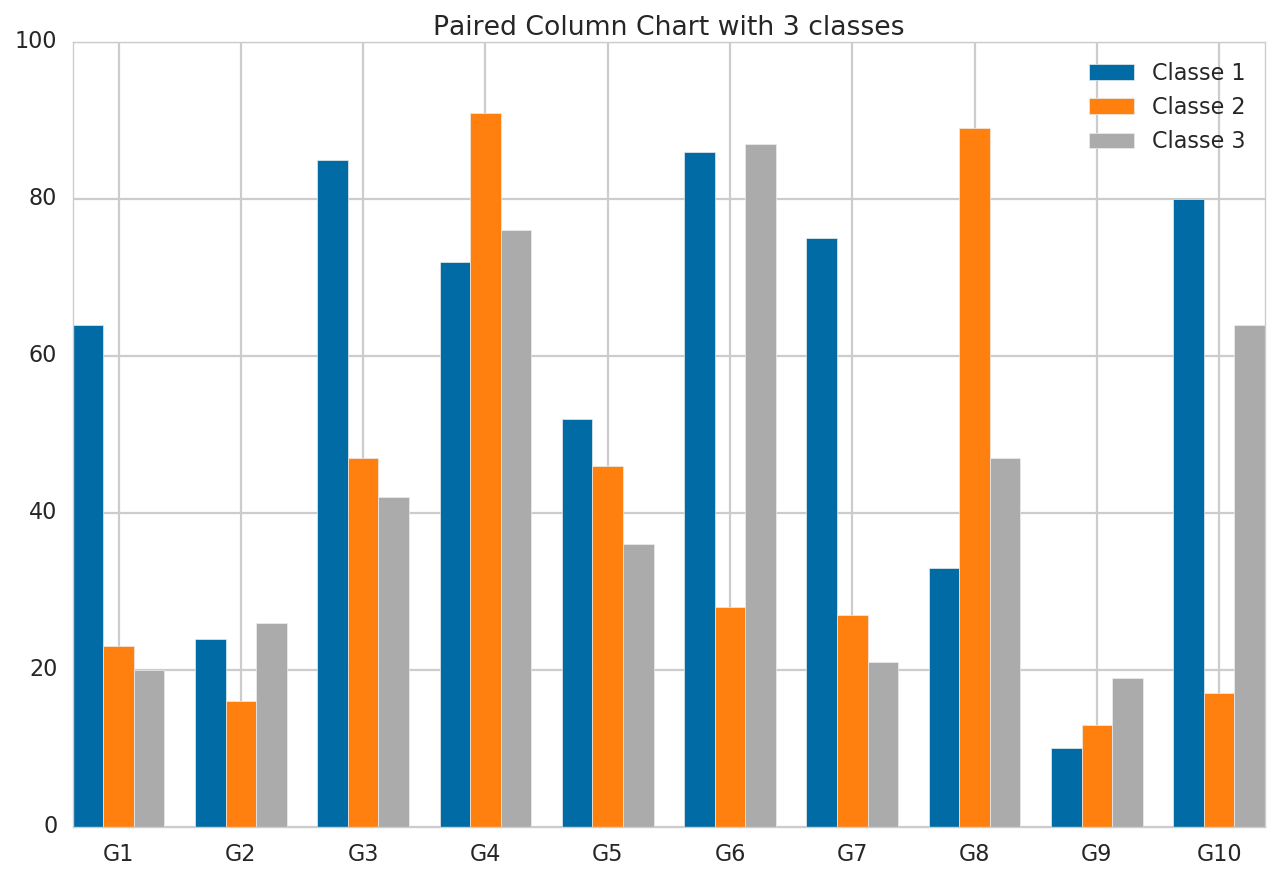 Paired Column Chart with 3 classes
100
80
60
40
20
0
Classe 1
Classe 2
Classe 3
G1 G2 G3 G4 G5 G6 G7 G8 G9 G10